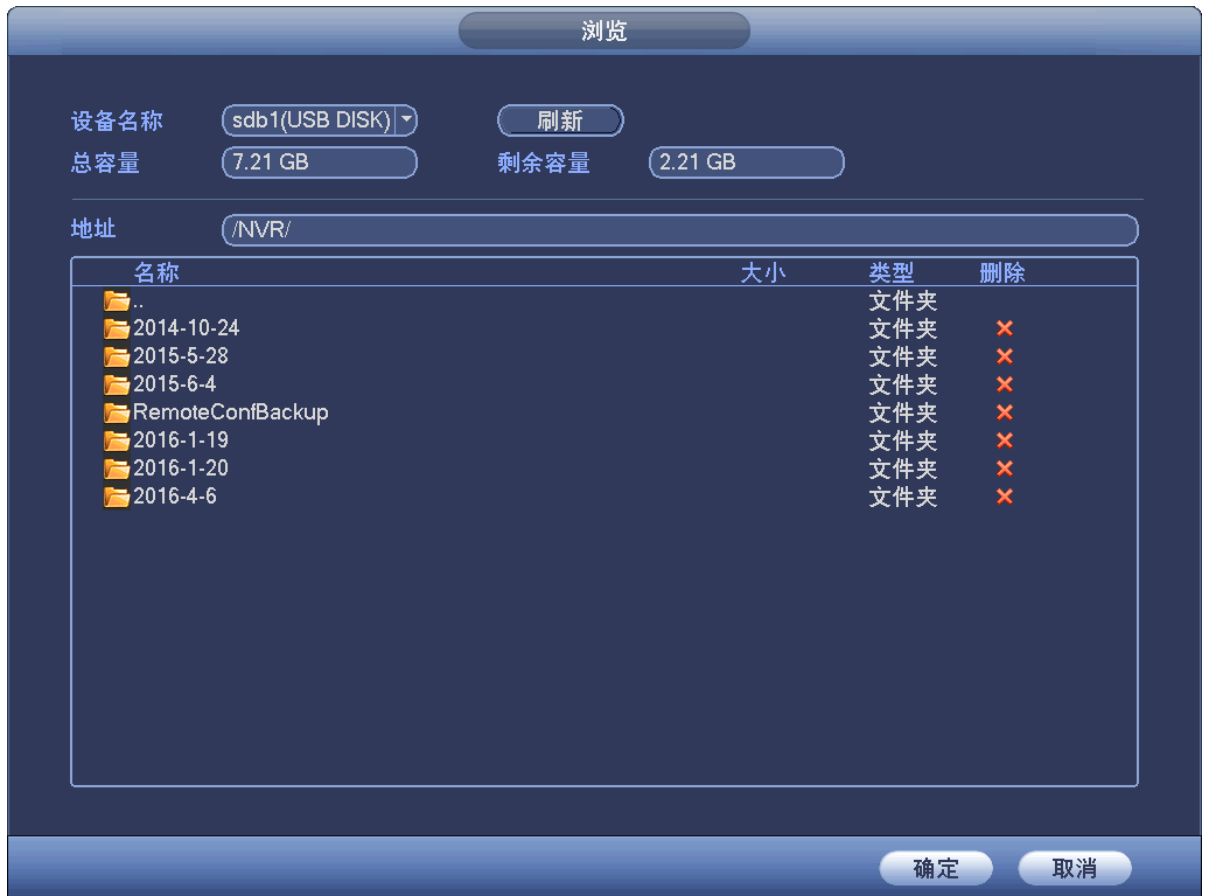 浏览
设备名称 sdb1(USB DISK) 刷新
总容量 7.21 GB 剩余容量 2.21 GB
地址 /NVR/
名称 大小 类型 删除
.. 文件夹
2014-10-24 文件夹
2015-5-28 文件夹
2015-6-4 文件夹
RemoteConfBackup 文件夹
2016-1-19 文件夹
2016-1-20 文件夹
2016-4-6 文件夹
确定 取消